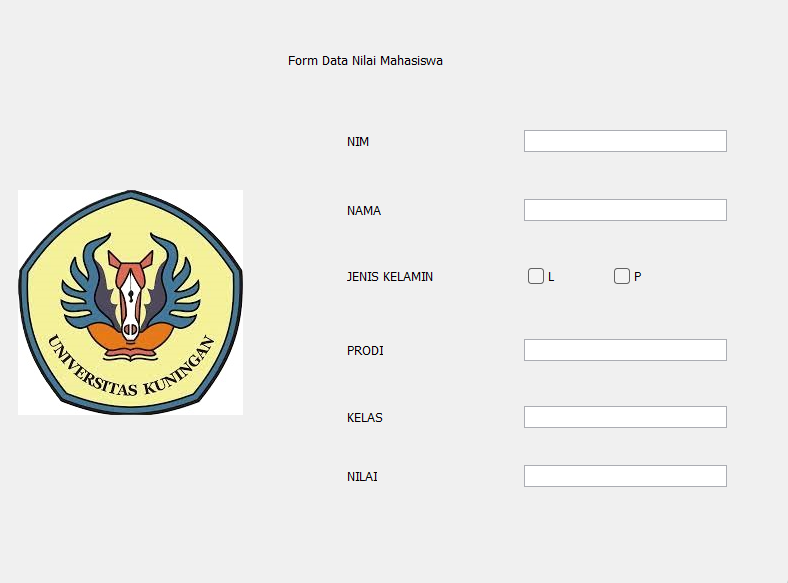 Form Data Nilai Mahasiswa
NIM
NAMA
JENIS KELAMIN L P
PRODI
KELAS
NILAI
UNIVERSITAS KUNINGAN